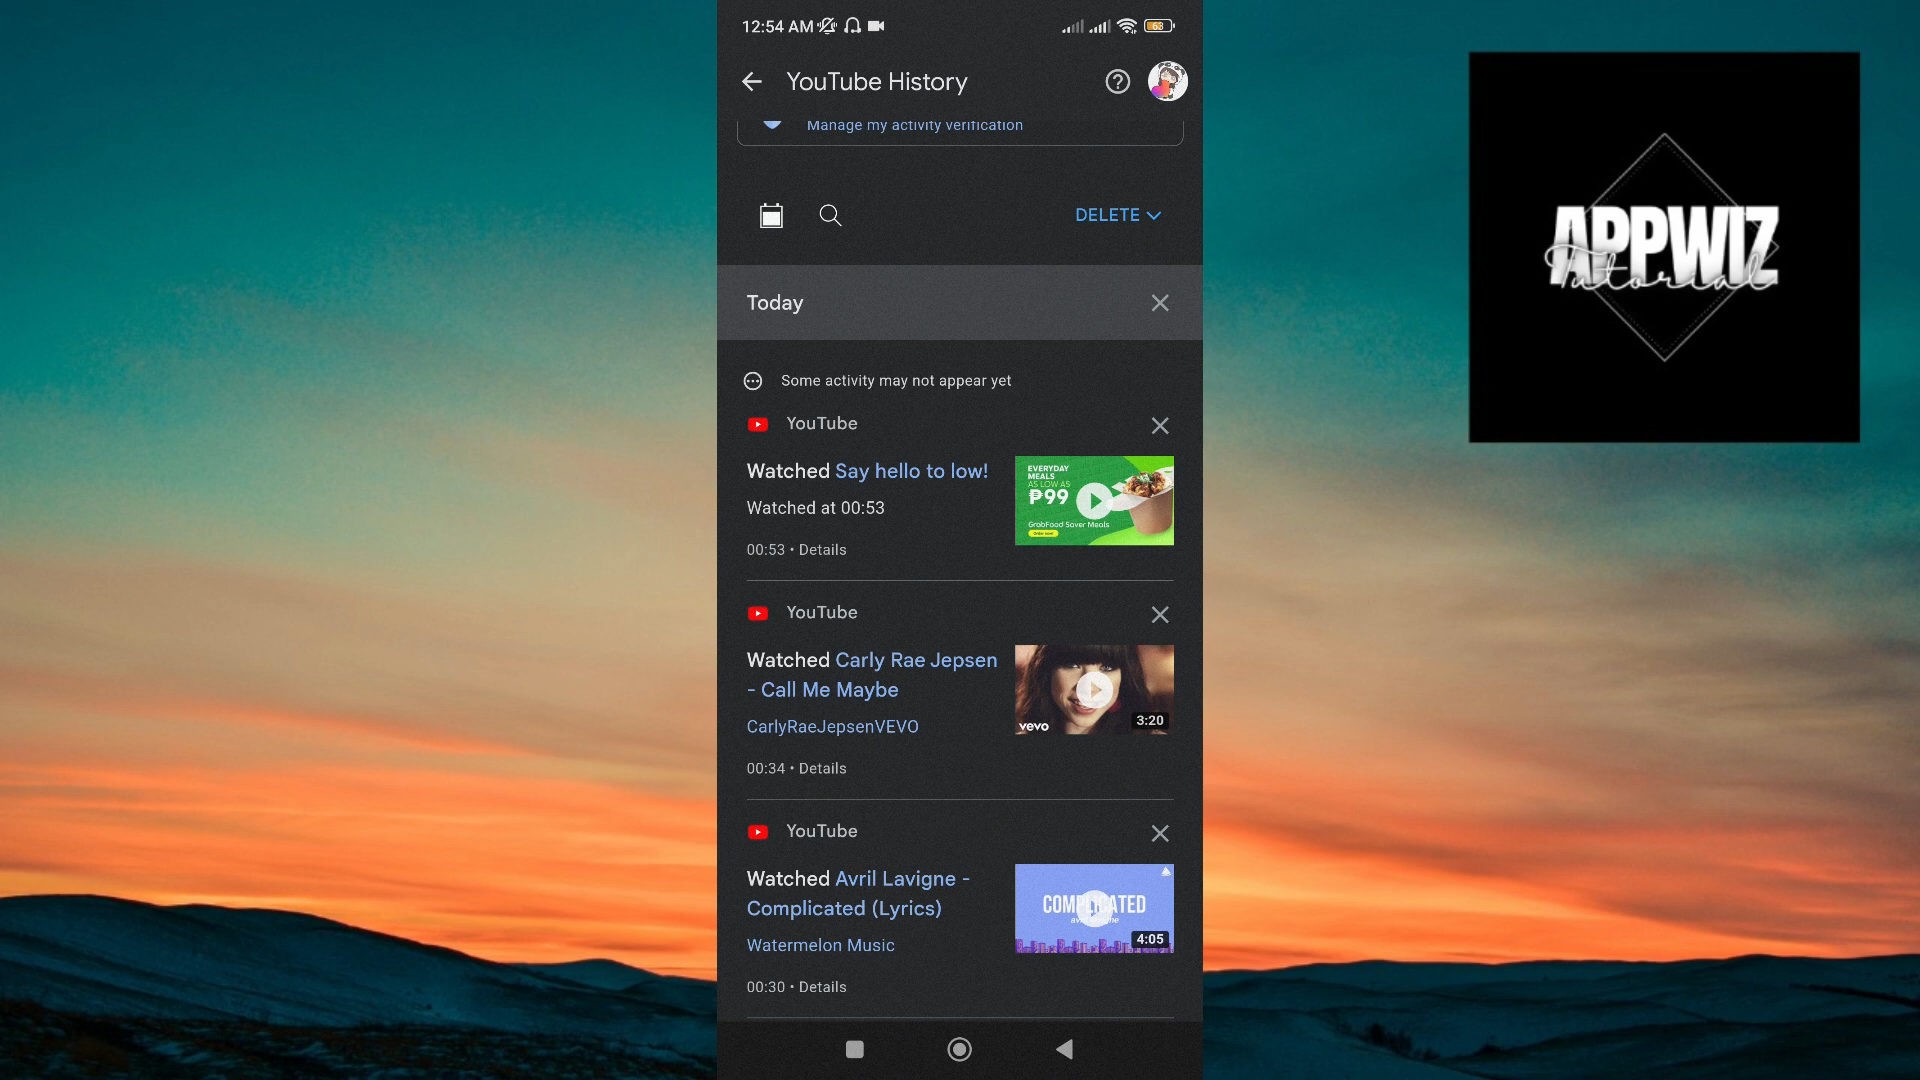 12:54 AM
63
YouTube History
Manage my activity verification
DELETE
Today
Some activity may not appear yet
YouTube
Watched Say hello to low!
Watched at 00:53
00:53 • Details
EVERYDAY
MEALS
AS LOW AS
₱99
GrabFood Saver Meals
Order now!
YouTube
Watched Carly Rae Jepsen
- Call Me Maybe
CarlyRaeJepsenVEVO
00:34 • Details
vevo
3:20
YouTube
Watched Avril Lavigne -
Complicated (Lyrics)
Watermelon Music
00:30 • Details
COMPLICATED
4:05
APPWIZ
Tutorial